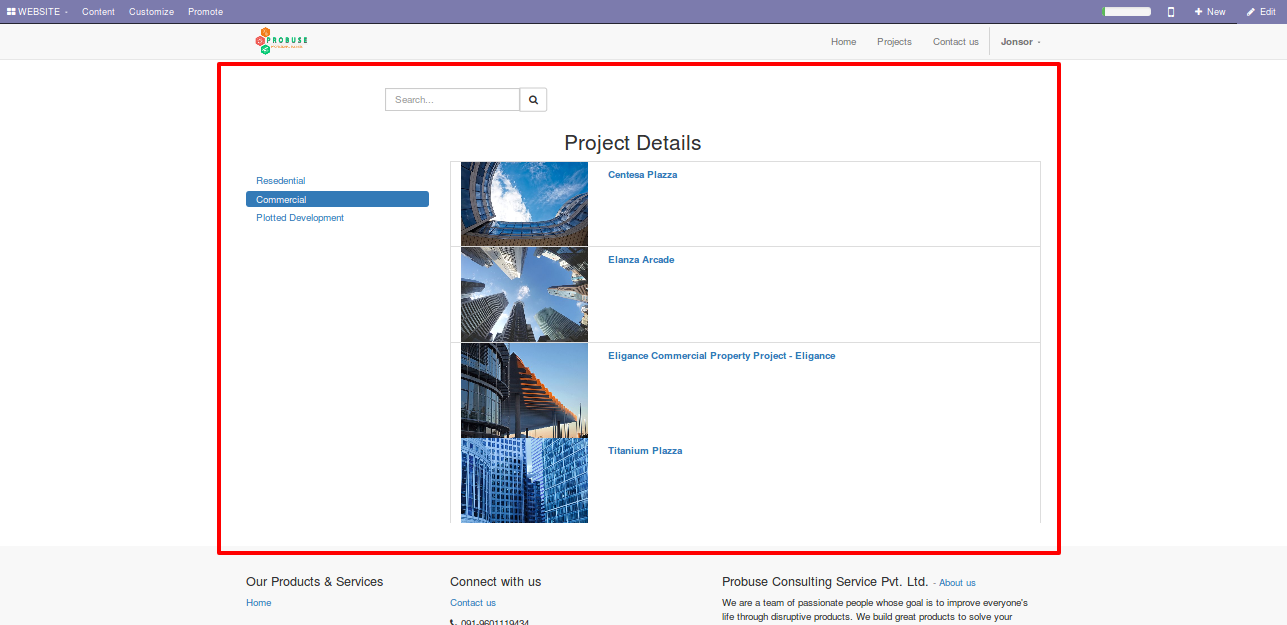 WEBSITE Content Customize Promote New Edit
PROBUSE Home Projects Contact us Jonsor
Search...
Project Details
Resedential
Commercial
Plotted Development
Centesa Plazza
Elanza Arcade
Eligance Commercial Property Project - Eligance
Titanium Plazza
Our Products & Services
Home
Connect with us
Contact us
091-9601119434
Probuse Consulting Service Pvt. Ltd. - About us
We are a team of passionate people whose goal is to improve everyone's
life through disruptive products. We build great products to solve your